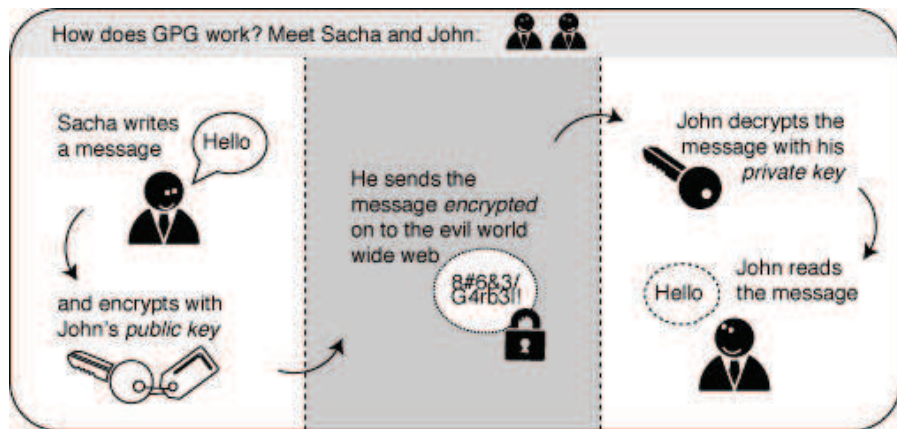 How does GPG work? Meet Sacha and John:
Sacha writes
a message
Hello
and encrypts with
John's public key
He sends the
message encrypted
on to the evil world
wide web
8#6&3/
G4rb3l!
John decrypts the
message with his
private key
John reads
the message
Hello